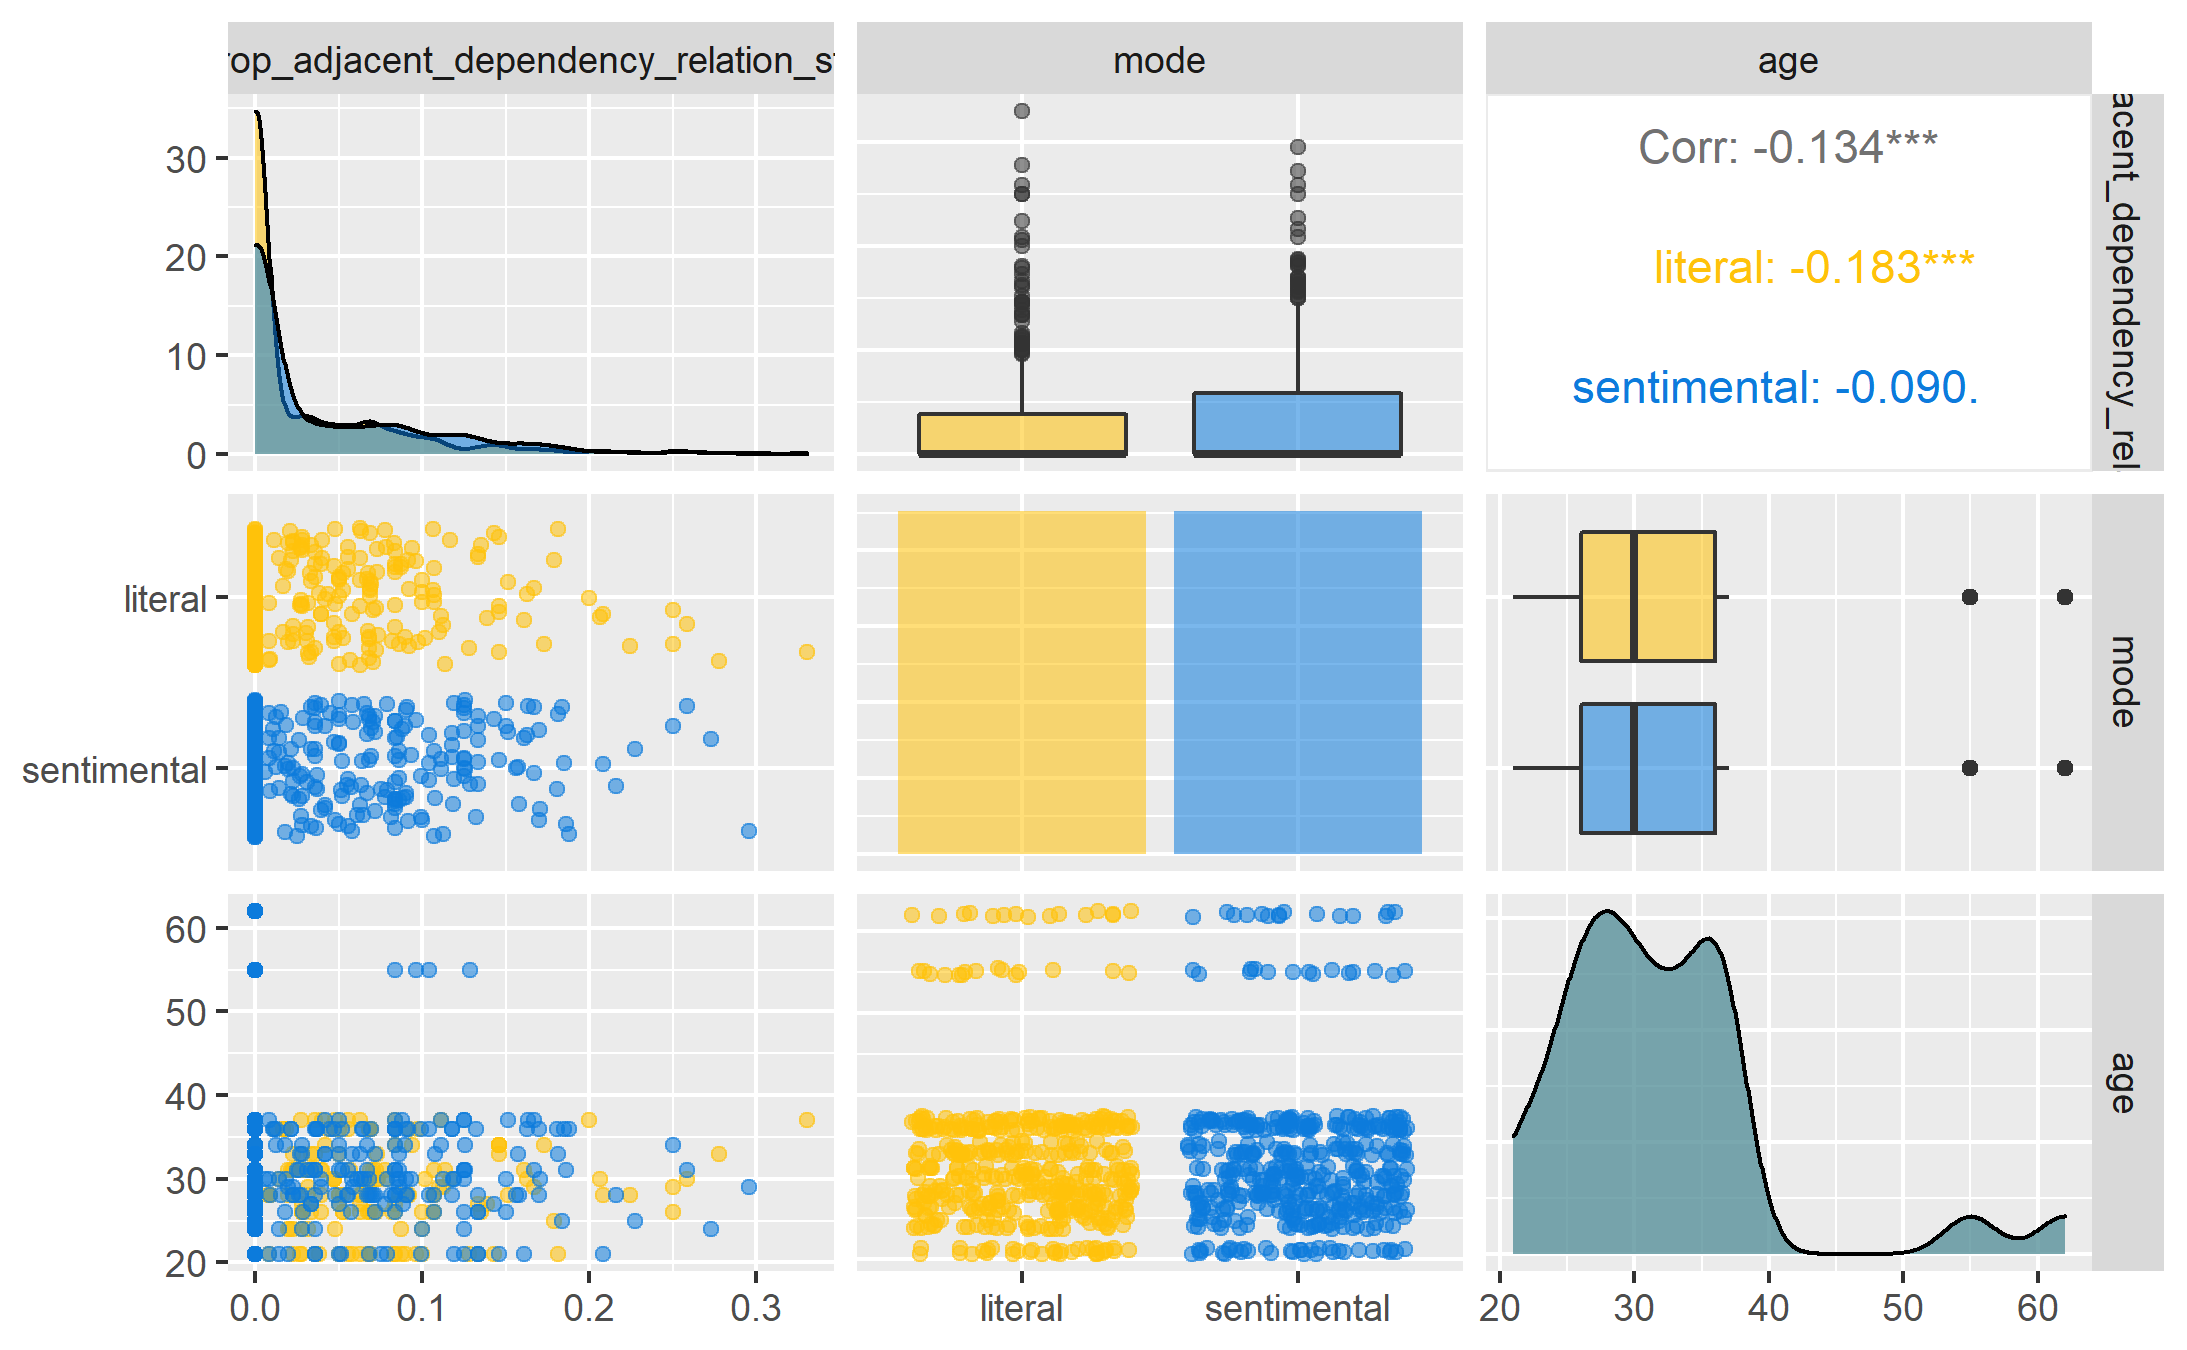 rop_adjacent_dependency_relation_st
mode
age
30
20
10
0
Corr: -0.134***
literal: -0.183***
sentimental: -0.090.
acent_dependency_rel
literal
sentimental
mode
60
50
40
30
20
age
0.0 0.1 0.2 0.3
literal sentimental
20 30 40 50 60